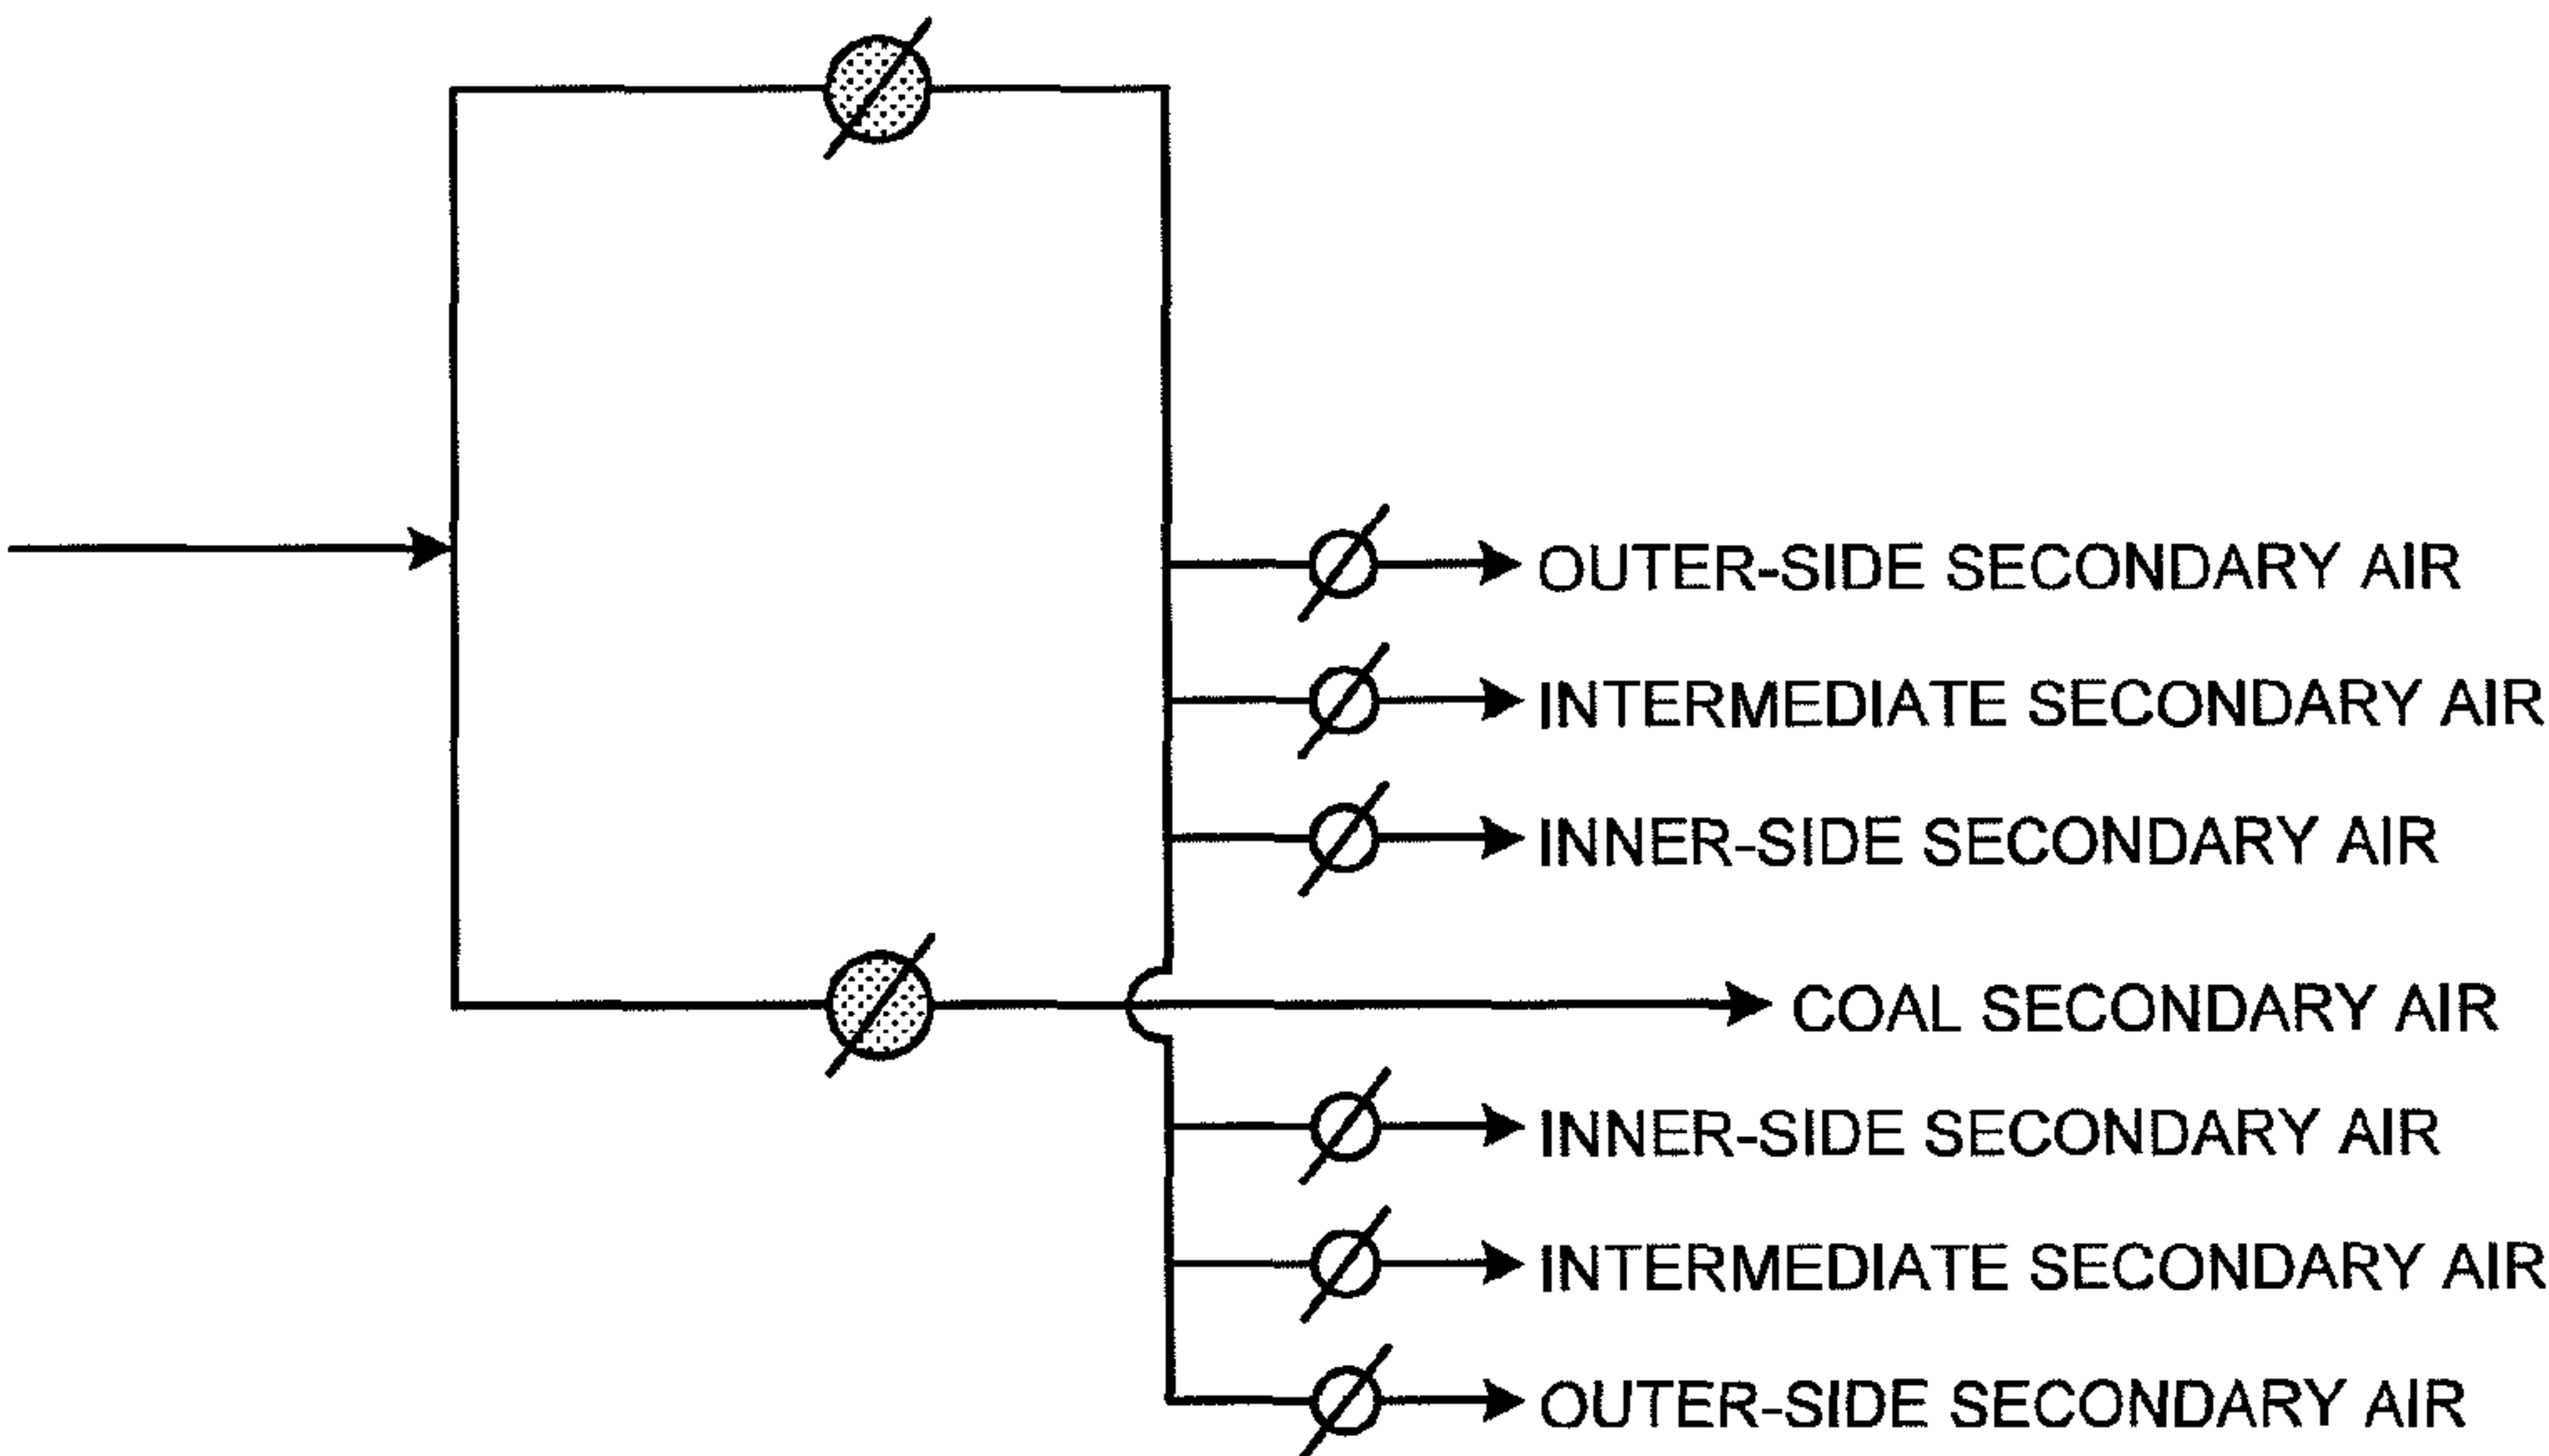 OUTER-SIDE SECONDARY AIR
INTERMEDIATE SECONDARY AIR
INNER-SIDE SECONDARY AIR
COAL SECONDARY AIR
INNER-SIDE SECONDARY AIR
INTERMEDIATE SECONDARY AIR
OUTER-SIDE SECONDARY AIR